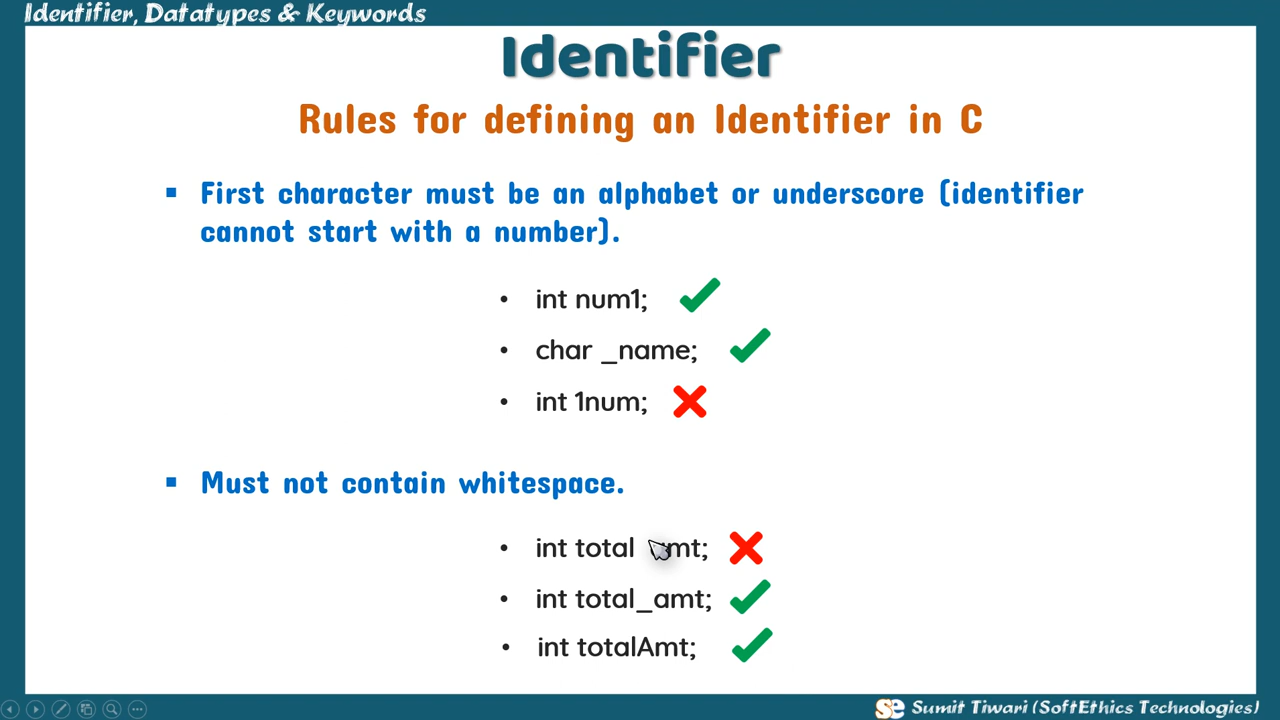 Identifier, Datatypes & Keywords
Identifier
Rules for defining an Identifier in C
▪ First character must be an alphabet or underscore (identifier
cannot start with a number).
• int num1;
• char _name;
• int 1num;
▪ Must not contain whitespace.
• int total mt;
• int total_amt;
• int totalAmt;
se Sumit Tiwari (SoftEthics Technologies)